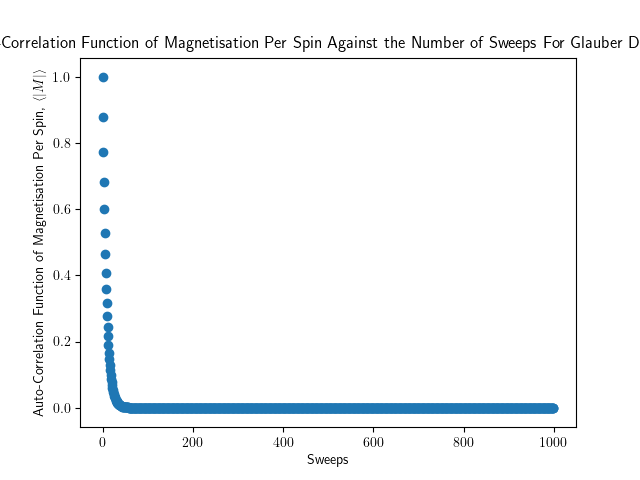 -Correlation Function of Magnetisation Per Spin Against the Number of Sweeps For Glauber D
Auto-Correlation Function of Magnetisation Per Spin, ⟨|M|⟩
1.0
0.8
0.6
0.4
0.2
0.0
0 200 400 600 800 1000
Sweeps